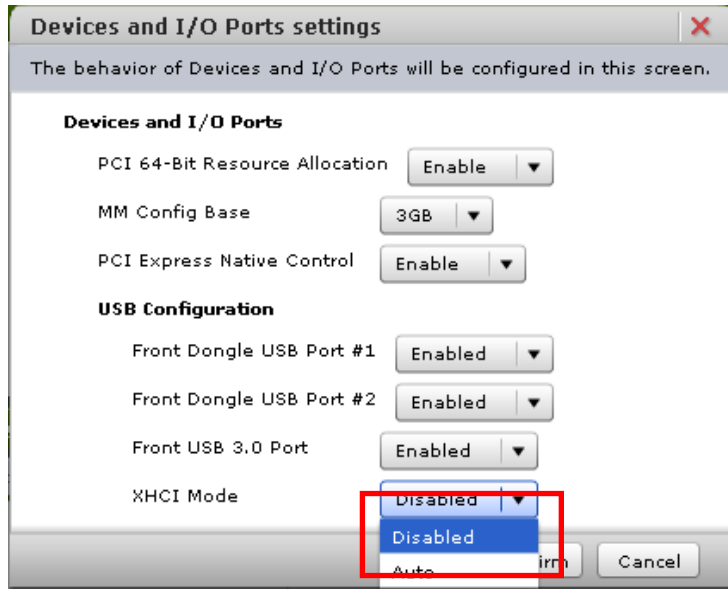 Devices and I/O Ports settings
The behavior of Devices and I/O Ports will be configured in this screen.
Devices and I/O Ports
PCI 64-Bit Resource Allocation Enable
MM Config Base 3GB
PCI Express Native Control Enable
USB Configuration
Front Dongle USB Port #1 Enabled
Front Dongle USB Port #2 Enabled
Front USB 3.0 Port Enabled
XHCI Mode Disabled
Disabled
Auto
Cancel